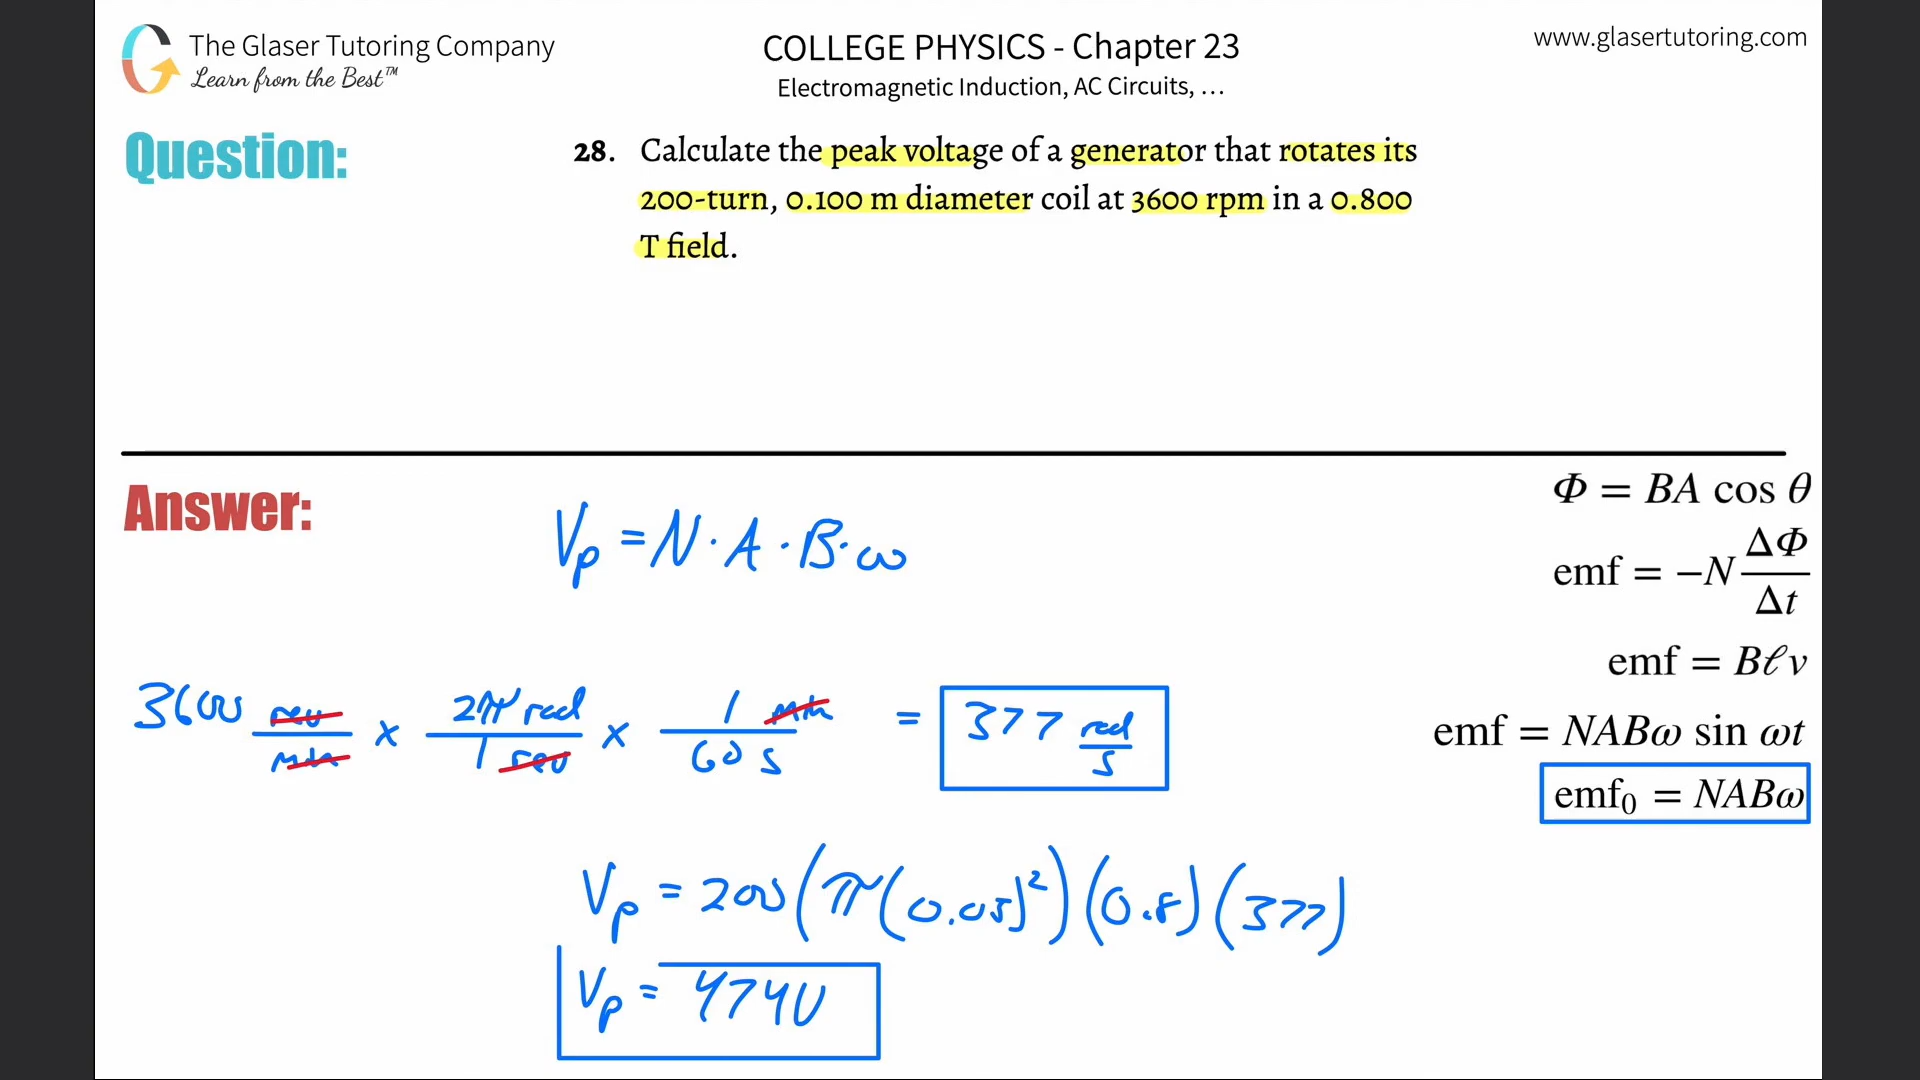 The Glaser Tutoring Company
Learn from the Best™
COLLEGE PHYSICS - Chapter 23
Electromagnetic Induction, AC Circuits, ...
www.glasertutoring.com
Question:
28. Calculate the peak voltage of a generator that rotates its
200-turn, 0.100 m diameter coil at 3600 rpm in a 0.800
T field.
Answer:
Vp = N · A · B · ω
3600 rev/min × 2π rad/1 rev × 1 min/60 s = 377 rad/s
Vp = 200 (π(0.05)²)(0.8)(377)
Vp = 474V
Φ = BA cos θ
emf = −N ΔΦ/Δt
emf = Bℓv
emf = NABω sin ωt
emf₀ = NABω